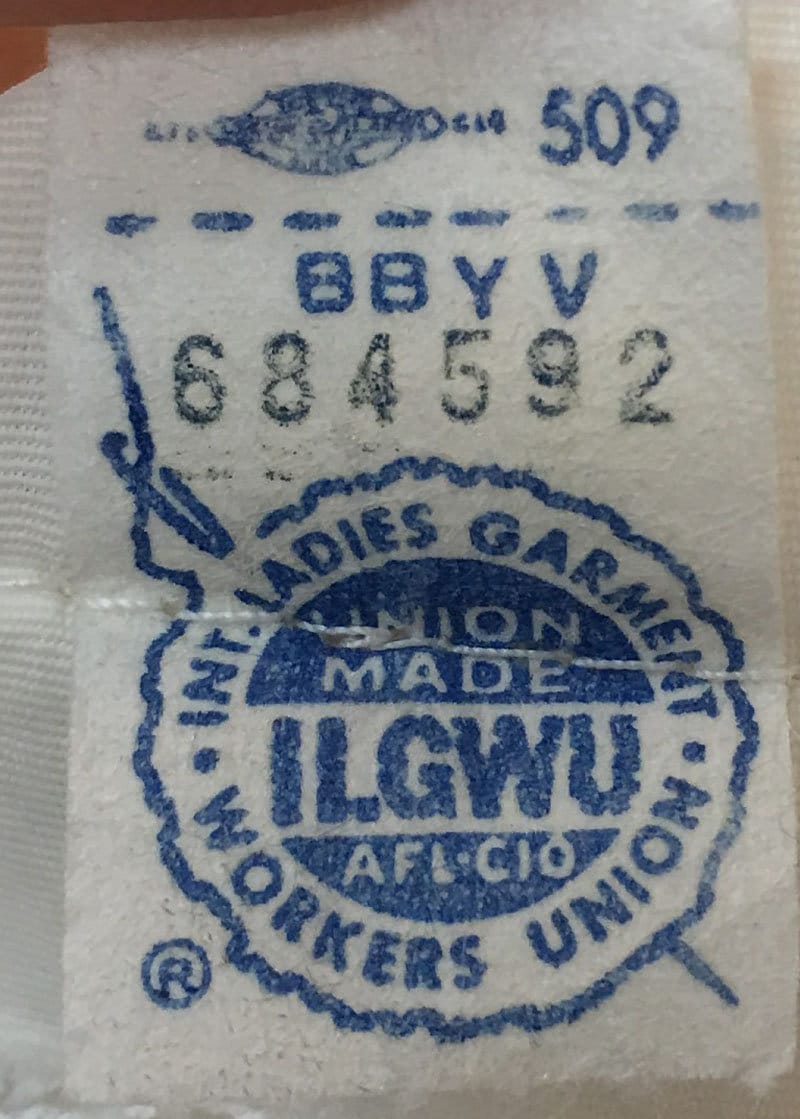 509
BBYV
684592
INT. LADIES GARMENT
UNION
MADE
ILGWU
AFL-CIO
WORKERS UNION
®